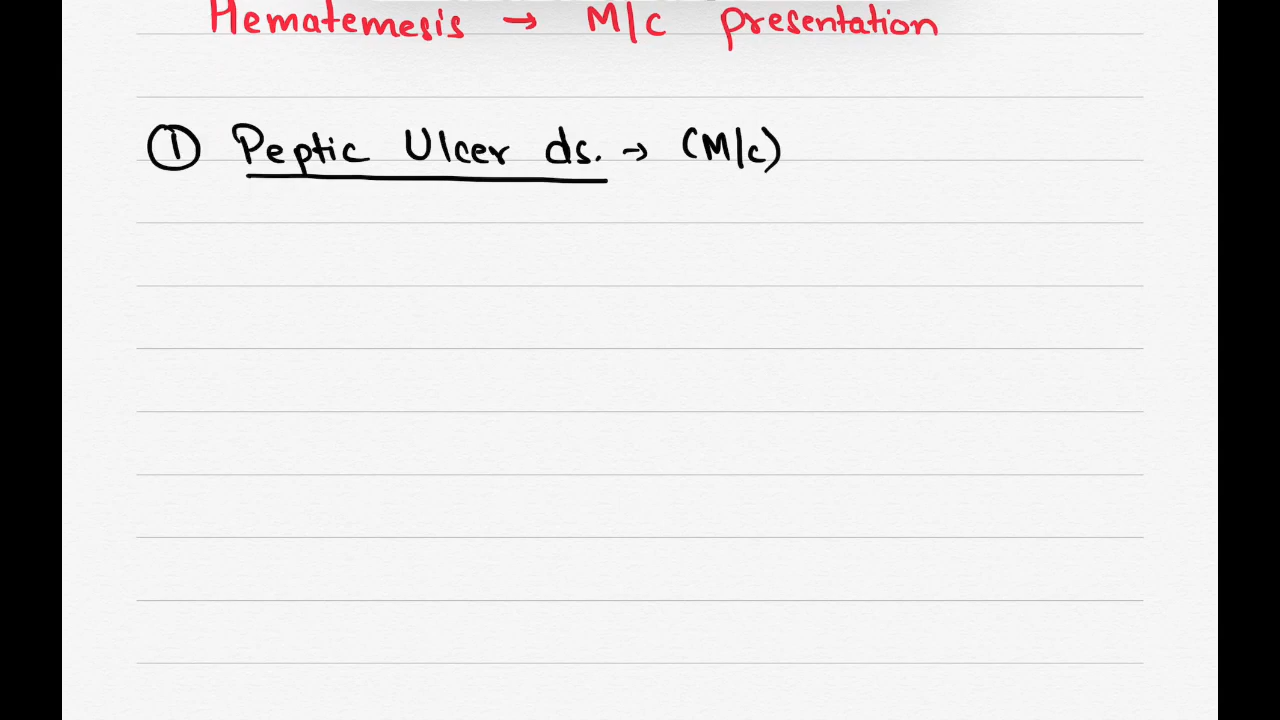 Hematemesis → M/c presentation
① Peptic Ulcer ds. → (M/c)